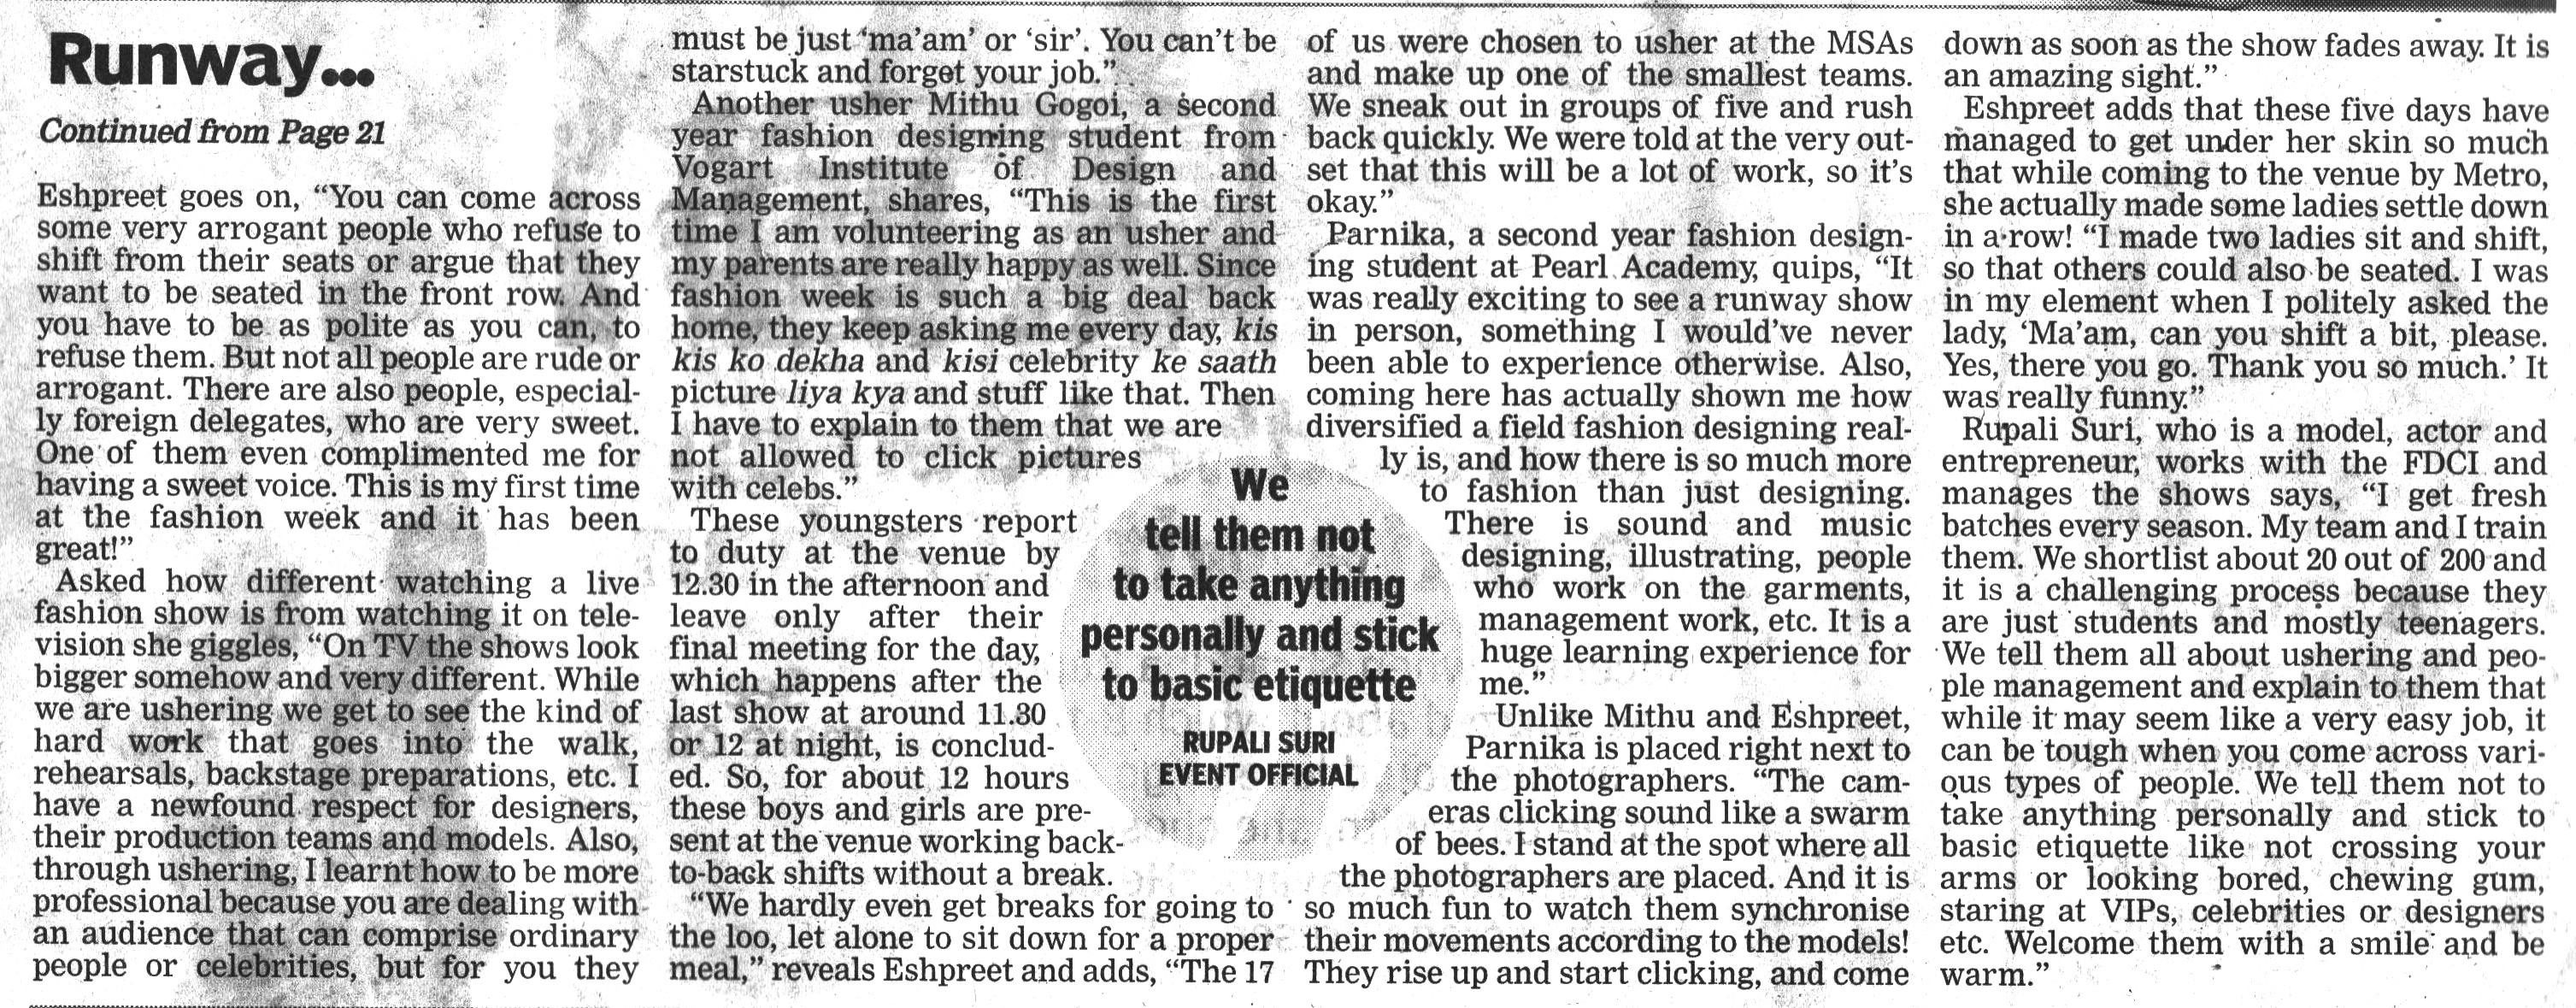 Runway...
Continued from Page 21
Eshpreet goes on, “You can come across
some very arrogant people who refuse to
shift from their seats or argue that they
want to be seated in the front row. And
you have to be as polite as you can, to
refuse them. But not all people are rude or
arrogant. There are also people, especial-
ly foreign delegates, who are very sweet.
One of them even complimented me for
having a sweet voice. This is my first time
at the fashion week and it has been
great!”
Asked how different watching a live
fashion show is from watching it on tele-
vision she giggles, “On TV the shows look
bigger somehow and very different. While
we are ushering we get to see the kind of
hard work that goes into the walk,
rehearsals, backstage preparations, etc. I
have a newfound respect for designers,
their production teams and models. Also,
through ushering, I learnt how to be more
professional because you are dealing with
an audience that can comprise ordinary
people or celebrities, but for you they
must be just ‘ma’am’ or ‘sir’. You can’t be
starstuck and forget your job.”
Another usher Mithu Gogoi, a second
year fashion designing student from
Vogart Institute of Design and
Management, shares, “This is the first
time I am volunteering as an usher and
my parents are really happy as well. Since
fashion week is such a big deal back
home, they keep asking me every day, kis
kis ko dekha and kisi celebrity ke saath
picture liya kya and stuff like that. Then
I have to explain to them that we are
not allowed to click pictures
with celebs.”
These youngsters report
to duty at the venue by
12.30 in the afternoon and
leave only after their
final meeting for the day,
which happens after the
last show at around 11.30
or 12 at night, is conclud-
ed. So, for about 12 hours
these boys and girls are pre-
sent at the venue working back-
to-back shifts without a break.
“We hardly even get breaks for going to
the loo, let alone to sit down for a proper
meal,” reveals Eshpreet and adds, “The 17
We
tell them not
to take anything
personally and stick
to basic etiquette
RUPALI SURI
EVENT OFFICIAL
of us were chosen to usher at the MSAs
and make up one of the smallest teams.
We sneak out in groups of five and rush
back quickly. We were told at the very out-
set that this will be a lot of work, so it’s
okay.”
Parnika, a second year fashion design-
ing student at Pearl Academy, quips, “It
was really exciting to see a runway show
in person, something I would’ve never
been able to experience otherwise. Also,
coming here has actually shown me how
diversified a field fashion designing real-
ly is, and how there is so much more
to fashion than just designing.
There is sound and music
designing, illustrating, people
who work on the garments,
management work, etc. It is a
huge learning experience for
me.”
Unlike Mithu and Eshpreet,
Parnika is placed right next to
the photographers. “The cam-
eras clicking sound like a swarm
of bees. I stand at the spot where all
the photographers are placed. And it is
so much fun to watch them synchronise
their movements according to the models!
They rise up and start clicking, and come
down as soon as the show fades away. It is
an amazing sight.”
Eshpreet adds that these five days have
managed to get under her skin so much
that while coming to the venue by Metro,
she actually made some ladies settle down
in a row! “I made two ladies sit and shift,
so that others could also be seated. I was
in my element when I politely asked the
lady, ‘Ma’am, can you shift a bit, please.
Yes, there you go. Thank you so much.’ It
was really funny.”
Rupali Suri, who is a model, actor and
entrepreneur, works with the FDCI and
manages the shows says, “I get fresh
batches every season. My team and I train
them. We shortlist about 20 out of 200 and
it is a challenging process because they
are just students and mostly teenagers.
We tell them all about ushering and peo-
ple management and explain to them that
while it may seem like a very easy job, it
can be tough when you come across vari-
ous types of people. We tell them not to
take anything personally and stick to
basic etiquette like not crossing your
arms or looking bored, chewing gum,
staring at VIPs, celebrities or designers
etc. Welcome them with a smile and be
warm.”